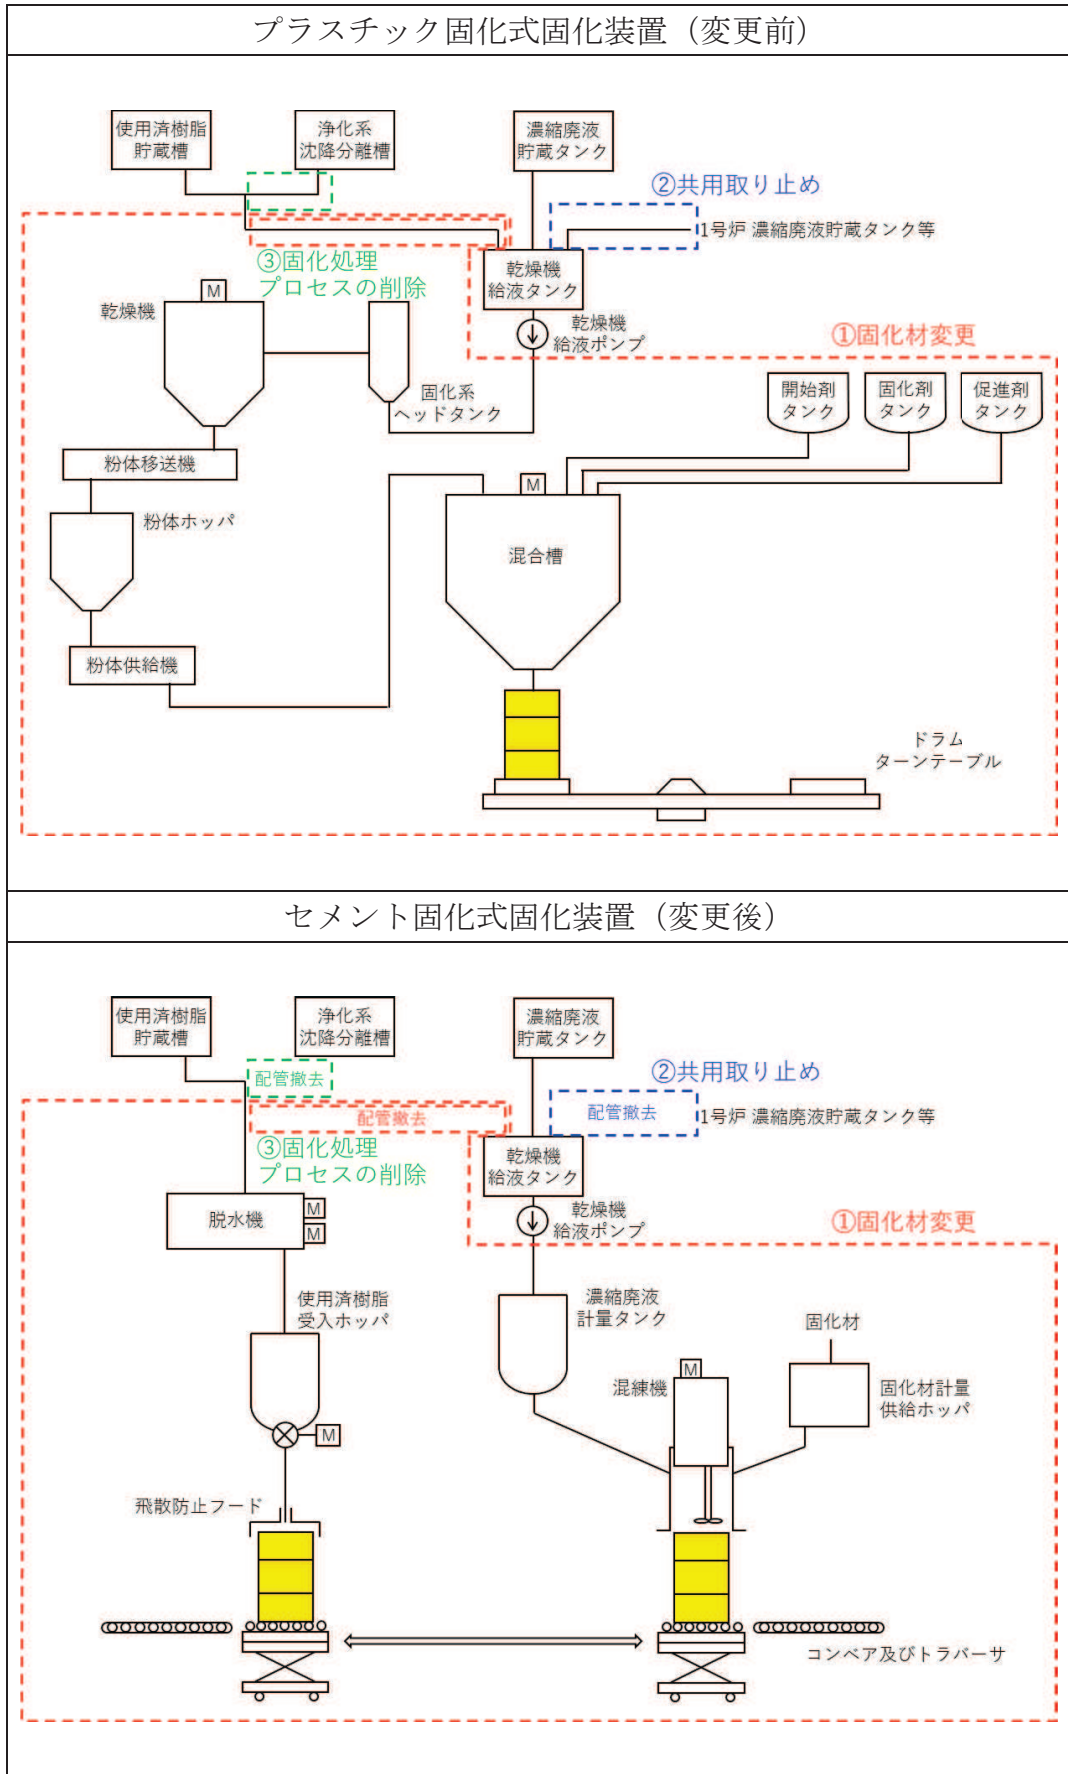 プラスチック固化式固化装置（変更前）
使用済樹脂
貯蔵槽
浄化系
沈降分離槽
濃縮廃液
貯蔵タンク
②共用取り止め
1号炉 濃縮廃液貯蔵タンク等
③固化処理
プロセスの削除
乾燥機
給液タンク
M
乾燥機
乾燥機
給液ポンプ
①固化材変更
固化系
ヘッドタンク
開始剤
タンク
固化剤
タンク
促進剤
タンク
粉体移送機
M
粉体ホッパ
混合槽
粉体供給機
ドラム
ターンテーブル
セメント固化式固化装置（変更後）
使用済樹脂
貯蔵槽
浄化系
沈降分離槽
濃縮廃液
貯蔵タンク
②共用取り止め
配管撤去
配管撤去
配管撤去
1号炉 濃縮廃液貯蔵タンク等
③固化処理
プロセスの削除
乾燥機
給液タンク
脱水機
M
M
乾燥機
給液ポンプ
①固化材変更
使用済樹脂
受入ホッパ
濃縮廃液
計量タンク
固化材
M
混練機
固化材計量
供給ホッパ
M
飛散防止フード
コンベア及びトラバーサ